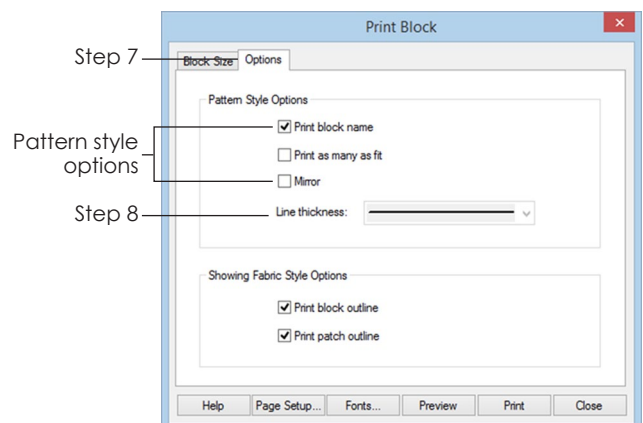 Print Block
Step 7
Block Size Options
Pattern Style Options
Print block name
Pattern style
options
Print as many as fit
Mirror
Step 8
Line thickness:
Showing Fabric Style Options
Print block outline
Print patch outline
Help Page Setup... Fonts... Preview Print Close